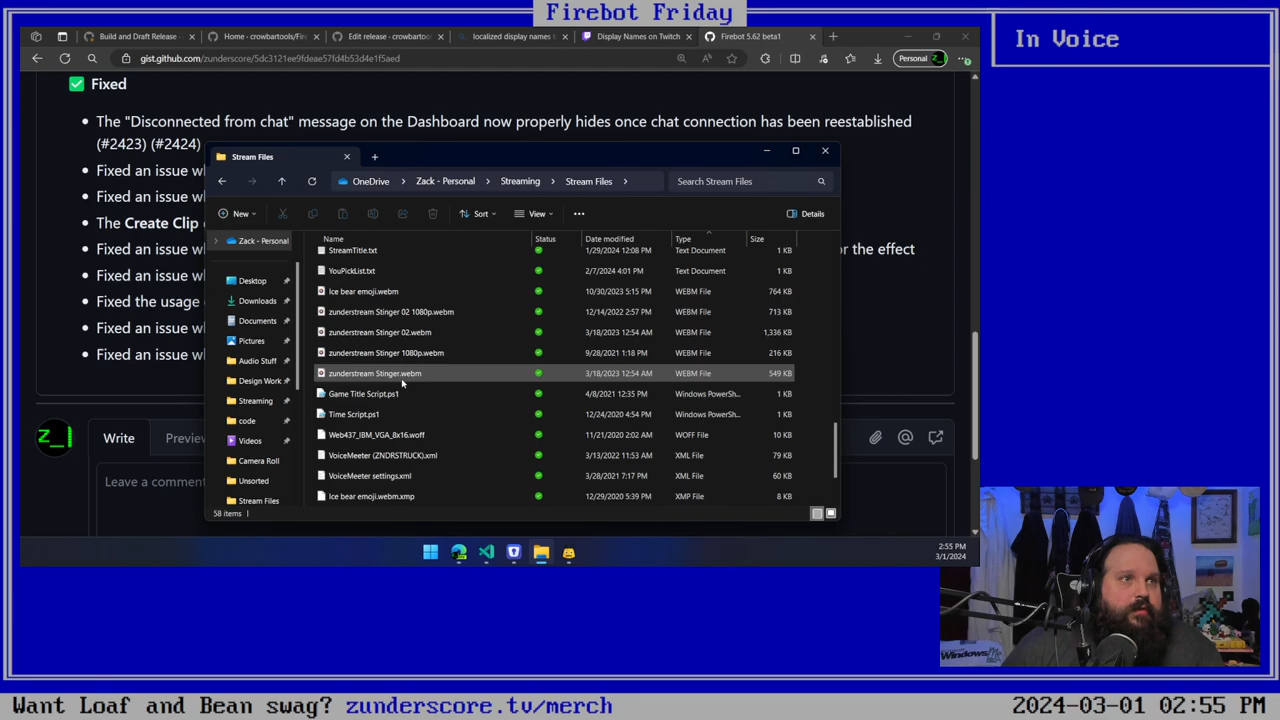 Firebot Friday
Build and Draft Release -
Home - crowbartools/Fire
Edit release - crowbartools
localized display names t
Display Names on Twitch
Firebot 5.62 beta1
gist.github.com/zunderscore/5dc3121ee9fdeae57fd4b53d4e1f5aed
Personal
In Voice
Fixed
The "Disconnected from chat" message on the Dashboard now properly hides once chat connection has been reestablished
(#2423) (#2424)
Stream Files
Fixed an issue wh
OneDrive
Zack - Personal
Streaming
Stream Files
Search Stream Files
Fixed an issue wh
New
Sort
View
Details
The Create Clip
Name
Status
Date modified
Type
Size
Zack - Personal
Fixed an issue wh
or the effect
StreamTitle.txt 1/29/2024 12:08 PM Text Document 1 KB
YouPickList.txt 2/7/2024 4:01 PM Text Document 1 KB
Fixed an issue wh
Desktop
Ice bear emoji.webm 10/30/2023 5:15 PM WEBM File 764 KB
Fixed the usage
Downloads
zunderstream Stinger 02 1080p.webm 12/14/2022 2:57 PM WEBM File 713 KB
Documents
Fixed an issue wh
zunderstream Stinger 02.webm 3/18/2023 12:54 AM WEBM File 1,336 KB
Pictures
Fixed an issue wh
zunderstream Stinger 1080p.webm 9/28/2021 1:18 PM WEBM File 216 KB
Audio Stuff
zunderstream Stinger.webm 3/18/2023 12:54 AM WEBM File 549 KB
Design Work
Game Title Script.ps1 4/8/2021 12:35 PM Windows PowerSh... 1 KB
Streaming
Time Script.ps1 12/24/2020 4:54 PM Windows PowerSh... 1 KB
code
Web437_IBM_VGA_8x16.woff 11/21/2020 2:02 AM WOFF File 10 KB
Videos
VoiceMeeter (ZNDRSTRUCK).xml 3/13/2022 11:53 AM XML File 79 KB
Camera Roll
VoiceMeeter settings.xml 3/28/2021 7:17 PM XML File 60 KB
Unsorted
Ice bear emoji.webm.xmp 12/29/2020 5:39 PM XMP File 8 KB
Stream Files
58 items
z_|
Write
Preview
Leave a comment
2:55 PM
3/1/2024
Windows
Want Loaf and Bean swag? zunderscore.tv/merch
2024-03-01 02:55 PM